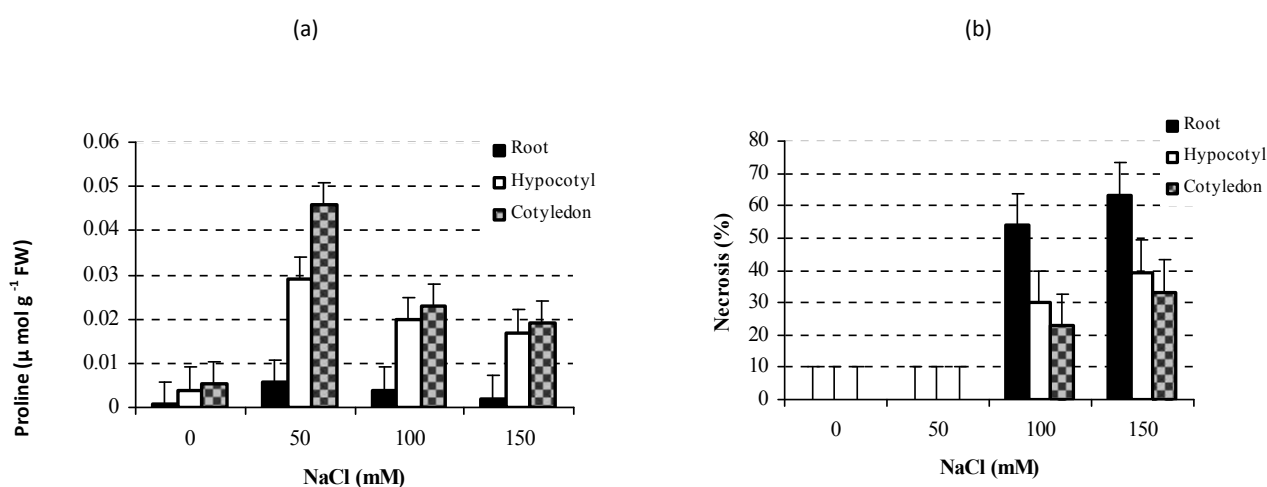 (a)
Proline (µ mol g -1 FW)
0.06
0.05
0.04
0.03
0.02
0.01
0
Root
Hypocotyl
Cotyledon
0 50 100 150
NaCl (mM)
(b)
Necrosis (%)
80
70
60
50
40
30
20
10
0
Root
Hypocotyl
Cotyledon
0 50 100 150
NaCl (mM)